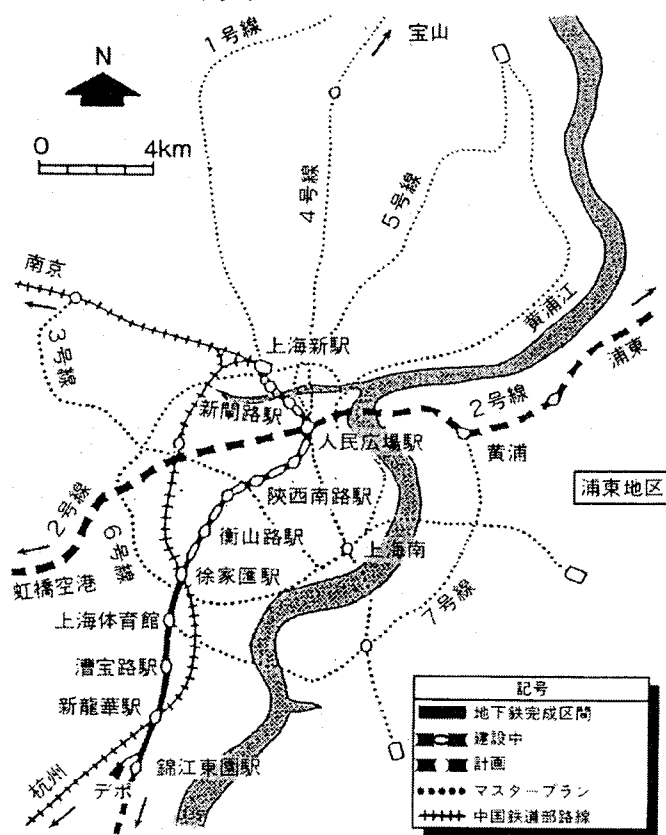 1号線
宝山
N
0 4km
4号線
5号線
南京
3号線
黄浦江
上海新駅
浦東
新閘路駅
2号線
人民広場駅
黄浦
陝西南路駅
浦東地区
2号線
6号線
衡山路駅
上海南
虹橋空港
徐家匯駅
7号線
上海体育館
漕宝路駅
新龍華駅
錦江東園駅
杭州
デポ
記号
地下鉄完成区間
建設中
計画
マスタープラン
中国鉄道部路線